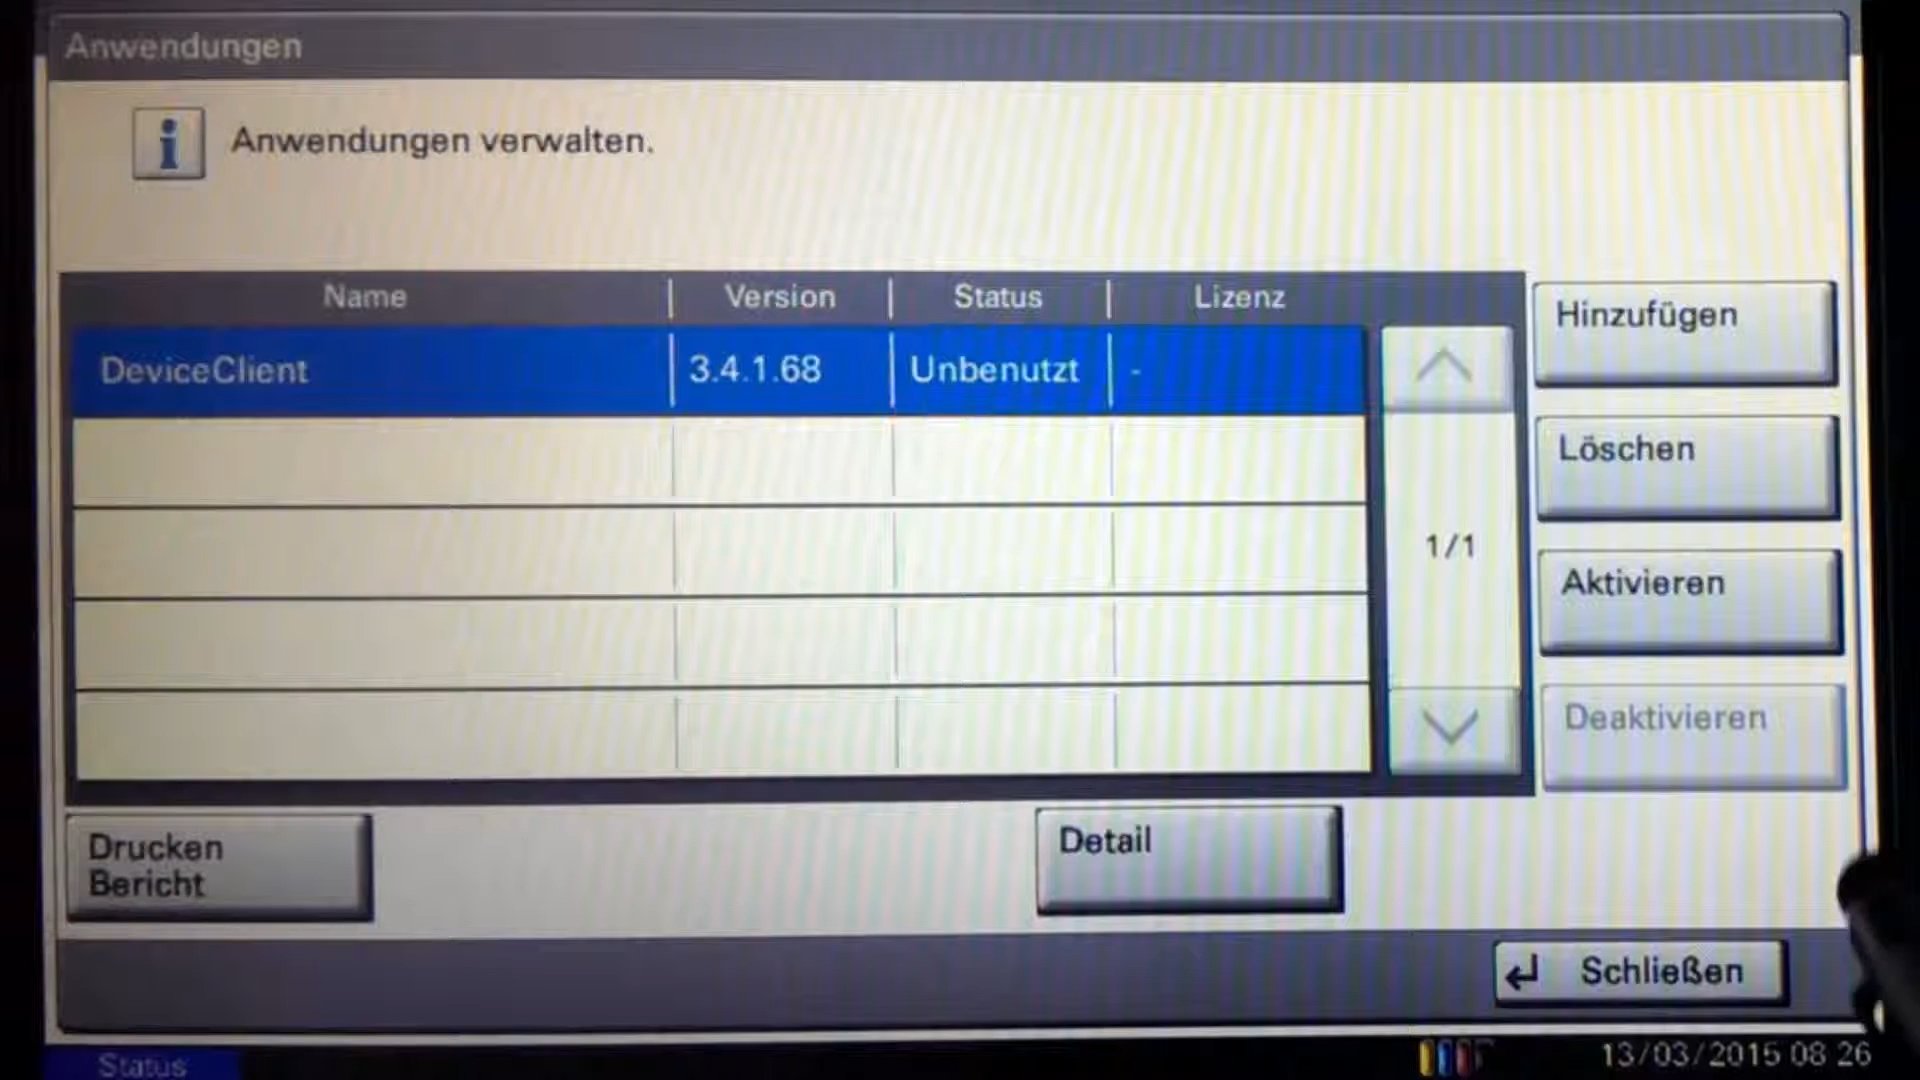 Anwendungen
Anwendungen verwalten.
Name Version Status Lizenz
DeviceClient 3.4.1.68 Unbenutzt -
1/1
Hinzufügen
Löschen
Aktivieren
Deaktivieren
Drucken
Bericht
Detail
Schließen
Status
13/03/2015 08 26